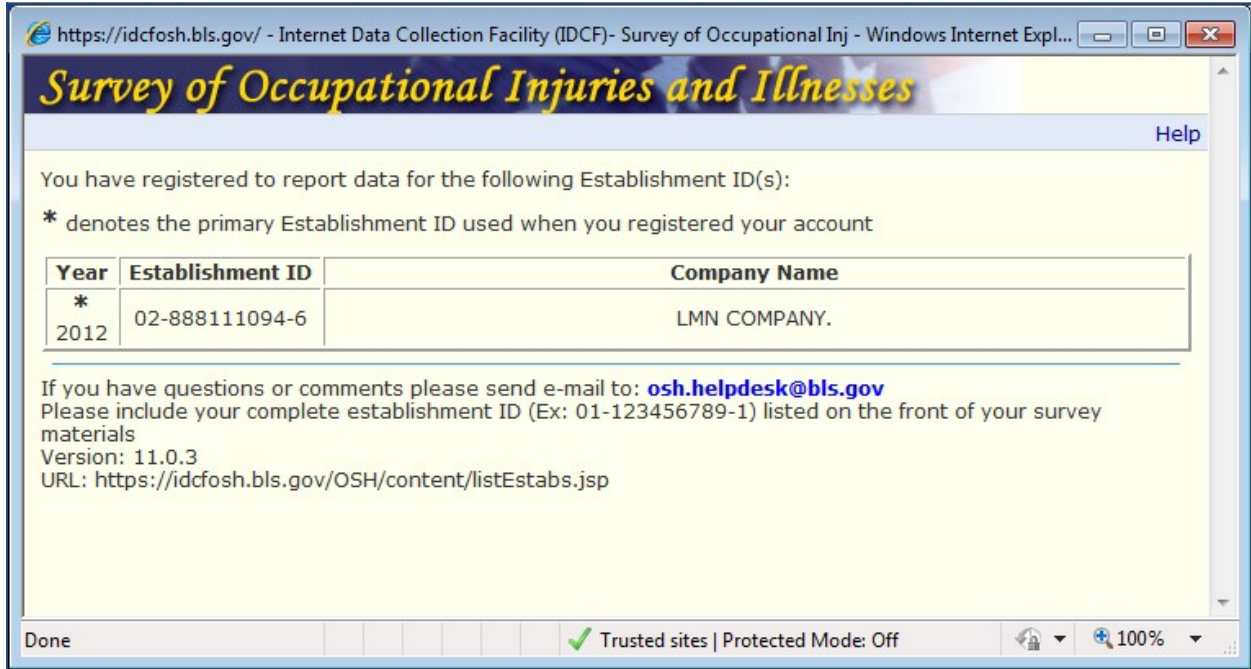 https://idcfosh.bls.gov/ - Internet Data Collection Facility (IDCF)- Survey of Occupational Inj - Windows Internet Expl...
Survey of Occupational Injuries and Illnesses
Help
You have registered to report data for the following Establishment ID(s):
* denotes the primary Establishment ID used when you registered your account
Year Establishment ID Company Name
*
2012 02-888111094-6 LMN COMPANY.
If you have questions or comments please send e-mail to: osh.helpdesk@bls.gov
Please include your complete establishment ID (Ex: 01-123456789-1) listed on the front of your survey
materials
Version: 11.0.3
URL: https://idcfosh.bls.gov/OSH/content/listEstabs.jsp
Done Trusted sites | Protected Mode: Off 100%